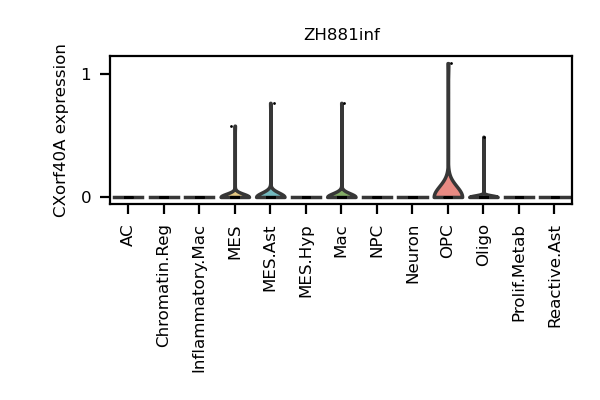 ZH881inf
CXorf40A expression
1
0
AC
Chromatin.Reg
Inflammatory.Mac
MES
MES.Ast
MES.Hyp
Mac
NPC
Neuron
OPC
Oligo
Prolif.Metab
Reactive.Ast